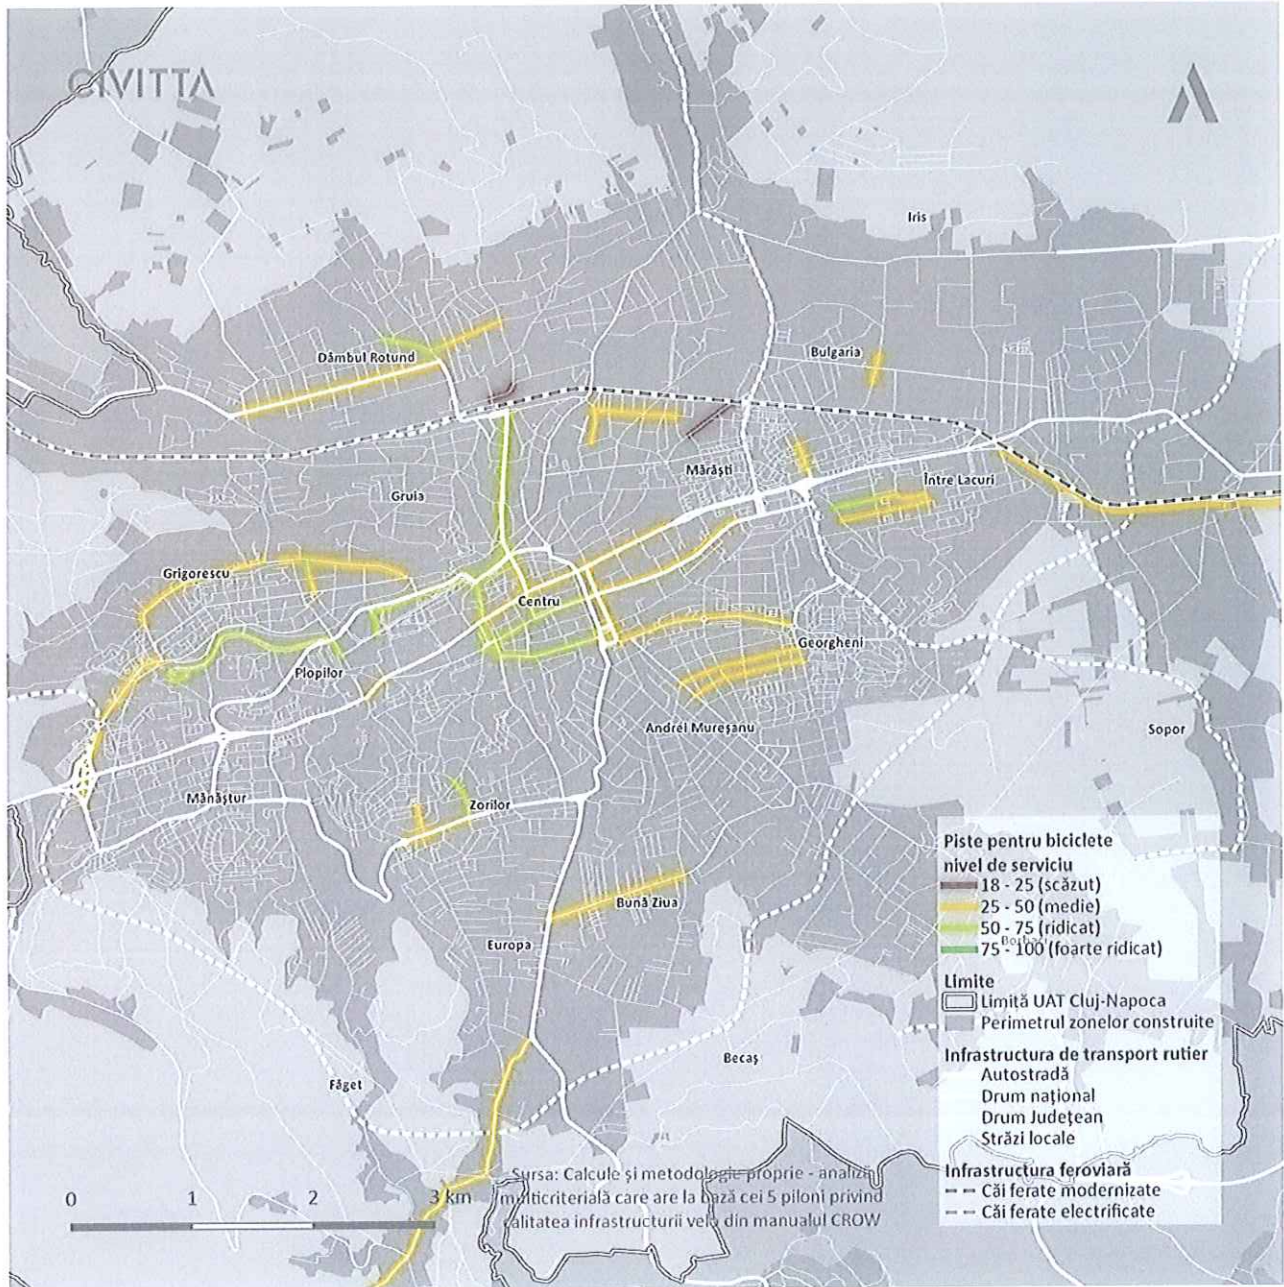 CIVITTA
Iris
Dâmbul Rotund
Bulgaria
Mărăști
Între Lacuri
Gruia
Grigorescu
Centru
Gheorgheni
Plopilor
Andrei Mureșanu
Sopor
Mănăștur
Zorilor
Bună Ziua
Europa
Becaș
Făget
Piste pentru biciclete
nivel de serviciu
18 - 25 (scăzut)
25 - 50 (medie)
50 - 75 (ridicat)
75 - 100 (foarte ridicat)
Limite
Limită UAT Cluj-Napoca
Perimetrul zonelor construite
Infrastructura de transport rutier
Autostradă
Drum național
Drum Județean
Străzi locale
Infrastructura feroviară
Căi ferate modernizate
Căi ferate electrificate
0 1 2 3 km
Sursa: Calcule și metodologie proprie - analiză
multicriterială care are la bază cei 5 piloni privind
calitatea infrastructurii velo din manualul CROW